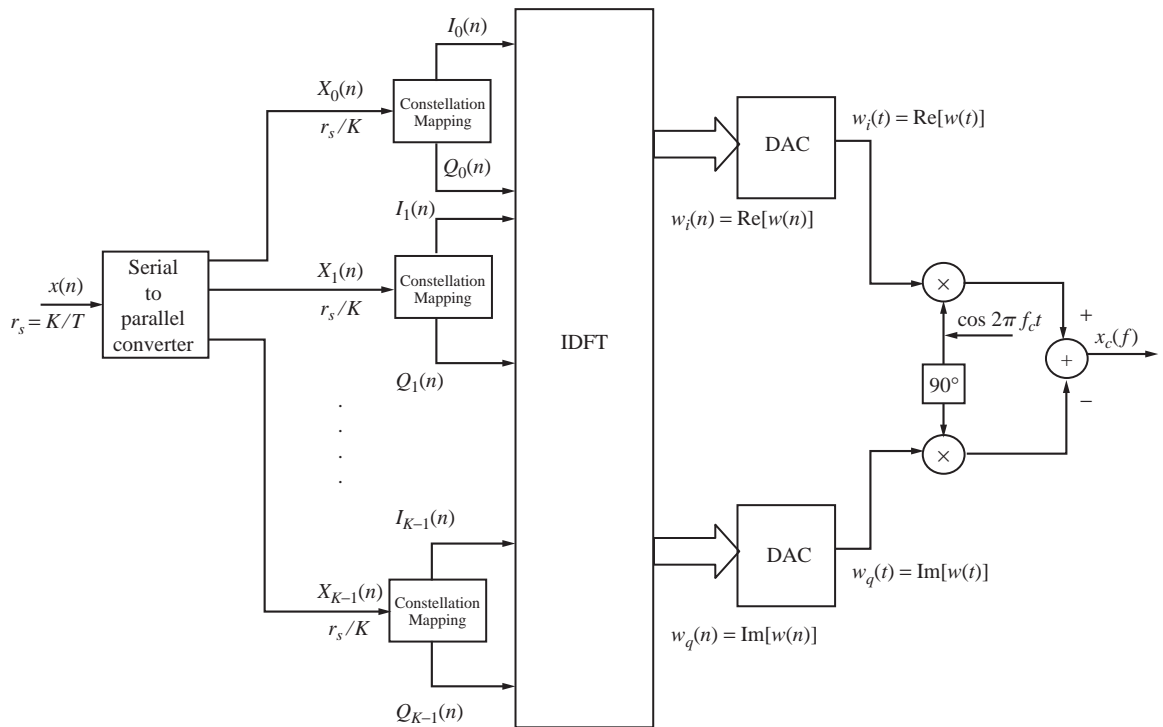 I_0(n)
X_0(n)
r_s/K
Constellation
Mapping
Q_0(n)
I_1(n)
X_1(n)
r_s/K
Constellation
Mapping
Q_1(n)
x(n)
r_s = K/T
Serial
to
parallel
converter
.
.
.
.
I_{K–1}(n)
X_{K–1}(n)
r_s/K
Constellation
Mapping
Q_{K–1}(n)
IDFT
DAC
w_i(t) = Re[w(t)]
w_i(n) = Re[w(n)]
×
cos 2π f_c t
90°
×
+
+
−
x_c(f)
DAC
w_q(t) = Im[w(t)]
w_q(n) = Im[w(n)]